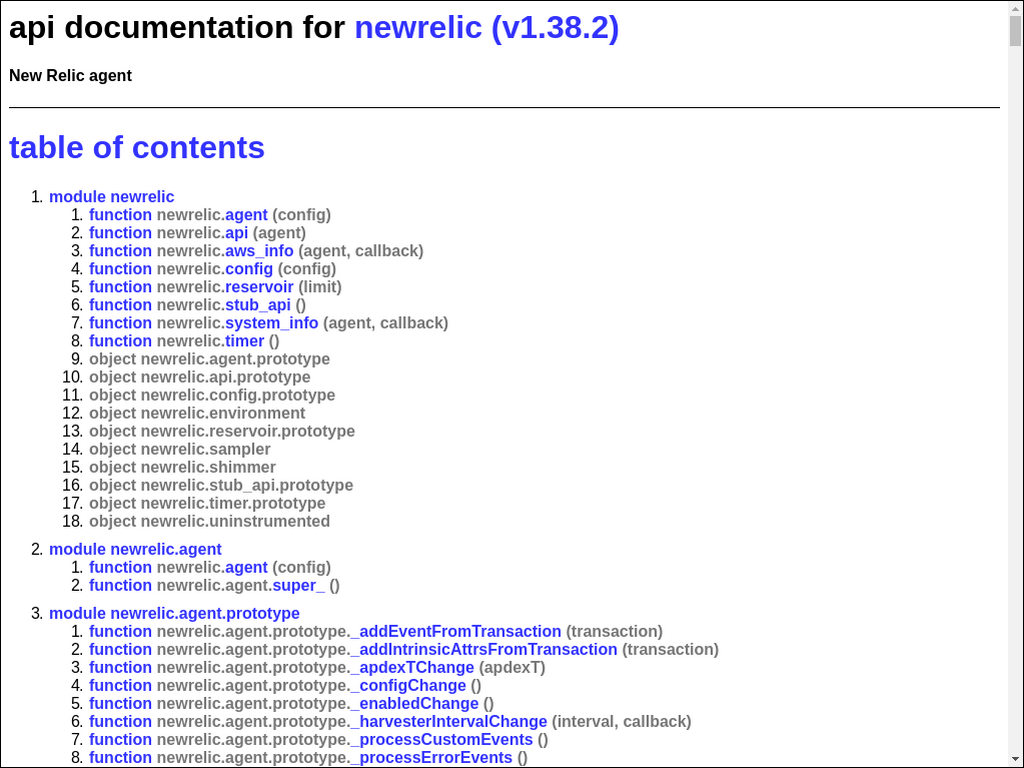 api documentation for newrelic (v1.38.2)
New Relic agent
table of contents
1. module newrelic
1. function newrelic.agent (config)
2. function newrelic.api (agent)
3. function newrelic.aws_info (agent, callback)
4. function newrelic.config (config)
5. function newrelic.reservoir (limit)
6. function newrelic.stub_api ()
7. function newrelic.system_info (agent, callback)
8. function newrelic.timer ()
9. object newrelic.agent.prototype
10. object newrelic.api.prototype
11. object newrelic.config.prototype
12. object newrelic.environment
13. object newrelic.reservoir.prototype
14. object newrelic.sampler
15. object newrelic.shimmer
16. object newrelic.stub_api.prototype
17. object newrelic.timer.prototype
18. object newrelic.uninstrumented
2. module newrelic.agent
1. function newrelic.agent (config)
2. function newrelic.agent.super_ ()
3. module newrelic.agent.prototype
1. function newrelic.agent.prototype._addEventFromTransaction (transaction)
2. function newrelic.agent.prototype._addIntrinsicAttrsFromTransaction (transaction)
3. function newrelic.agent.prototype._apdexTChange (apdexT)
4. function newrelic.agent.prototype._configChange ()
5. function newrelic.agent.prototype._enabledChange ()
6. function newrelic.agent.prototype._harvesterIntervalChange (interval, callback)
7. function newrelic.agent.prototype._processCustomEvents ()
8. function newrelic.agent.prototype._processErrorEvents ()